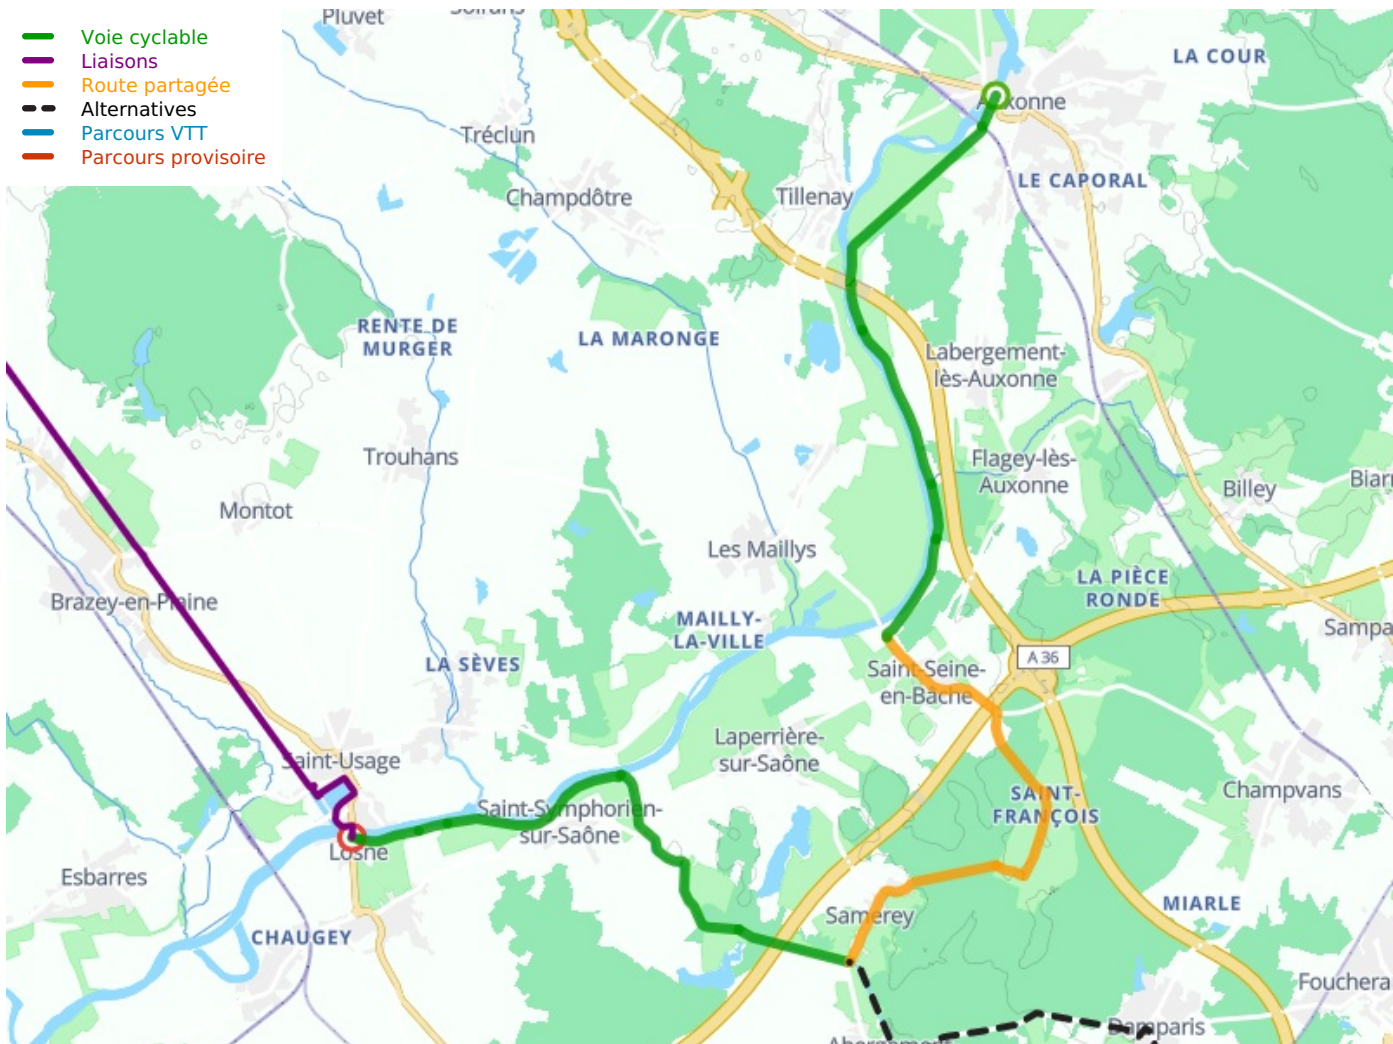 Pluvet
Voie cyclable
Liaisons
Route partagée
Alternatives
Parcours VTT
Parcours provisoire
LA COUR
Auxonne
Tréclun
LE CAPORAL
Champdôtre
Tillenay
RENTE DE
MURGER
LA MARONGE
Labergement-
lès-Auxonne
Trouhans
Flagey-lès-
Auxonne
Billey
Biar
Montot
Les Maillys
LA PIÈCE
RONDE
Brazey-en-Plaine
MAILLY-
LA-VILLE
Sampa
A 36
LA SÈVES
Saint-Seine-
en-Bâche
Laperrière-
sur-Saône
Saint-Usage
Champvans
SAINT-
FRANÇOIS
Saint-Symphorien-
sur-Saône
Losne
Esbarres
MIARLE
Samerey
CHAUGEY
Fouchera
Damparis